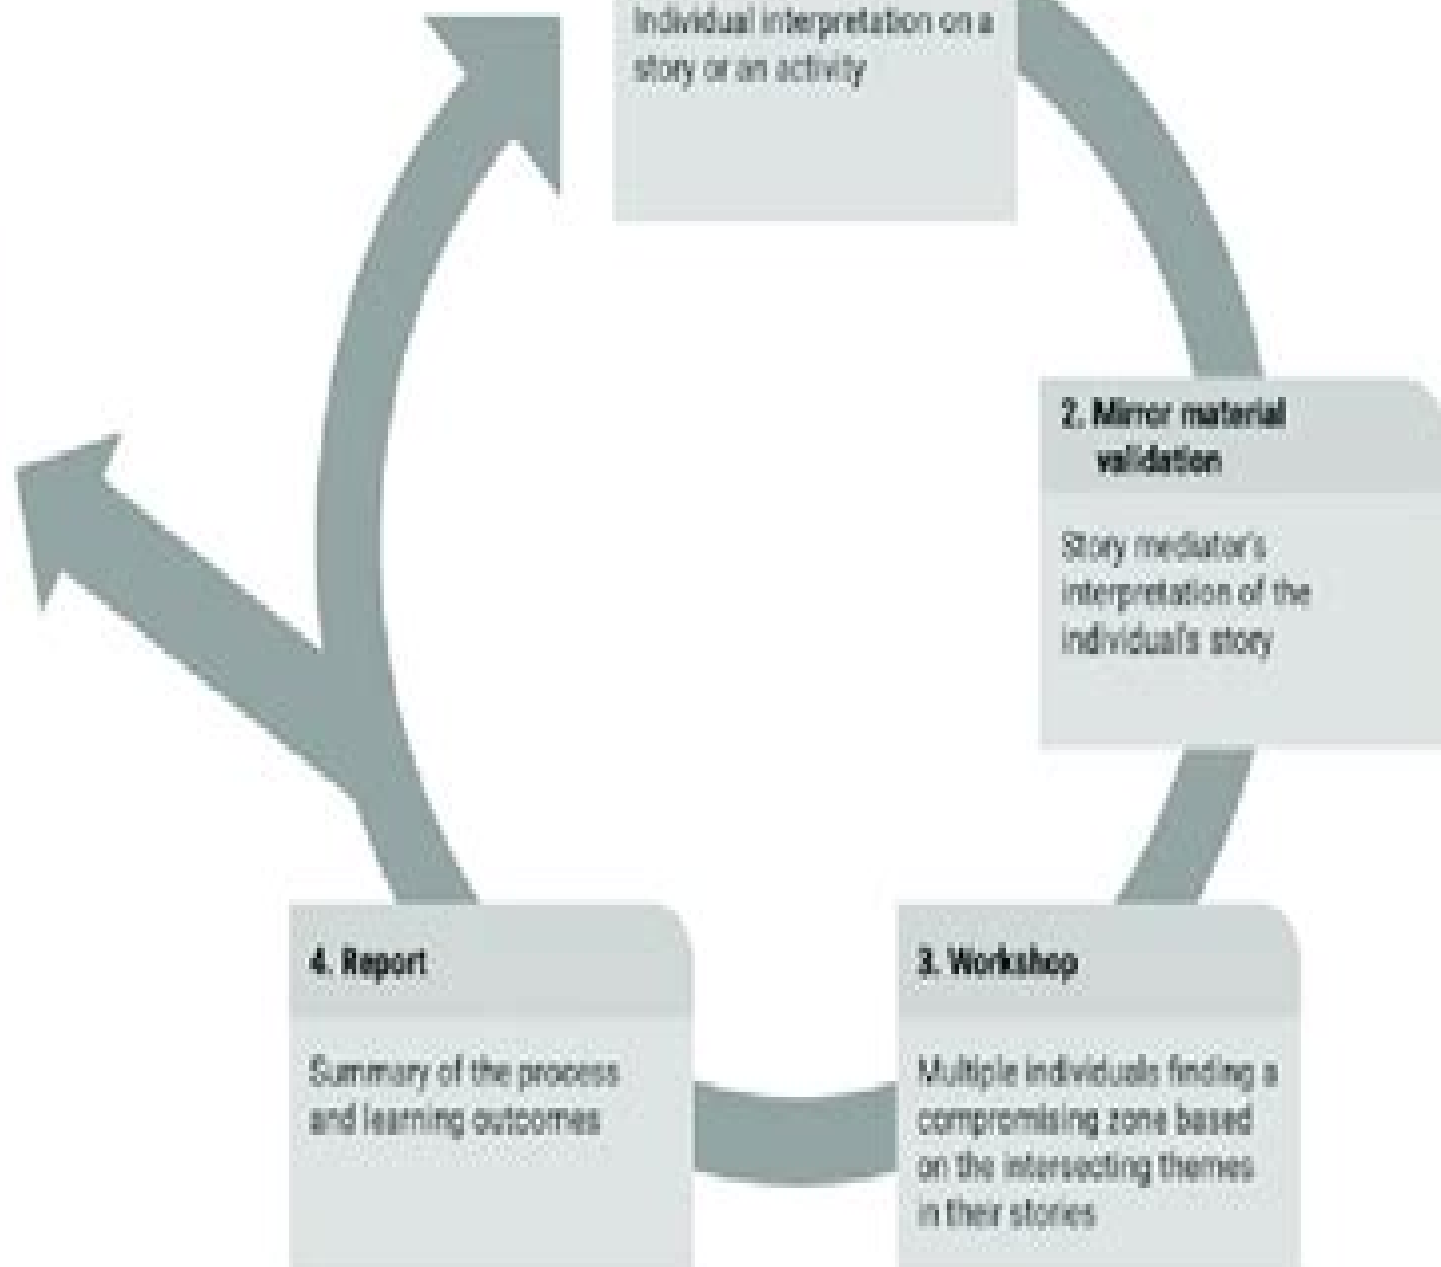 Individual interpretation on a
story or an activity
2. Mirror material
validation
Story mediator's
interpretation of the
individual's story
3. Workshop
Multiple individuals finding a
compromising zone based
on the intersecting themes
in their stories
4. Report
Summary of the process
and learning outcomes